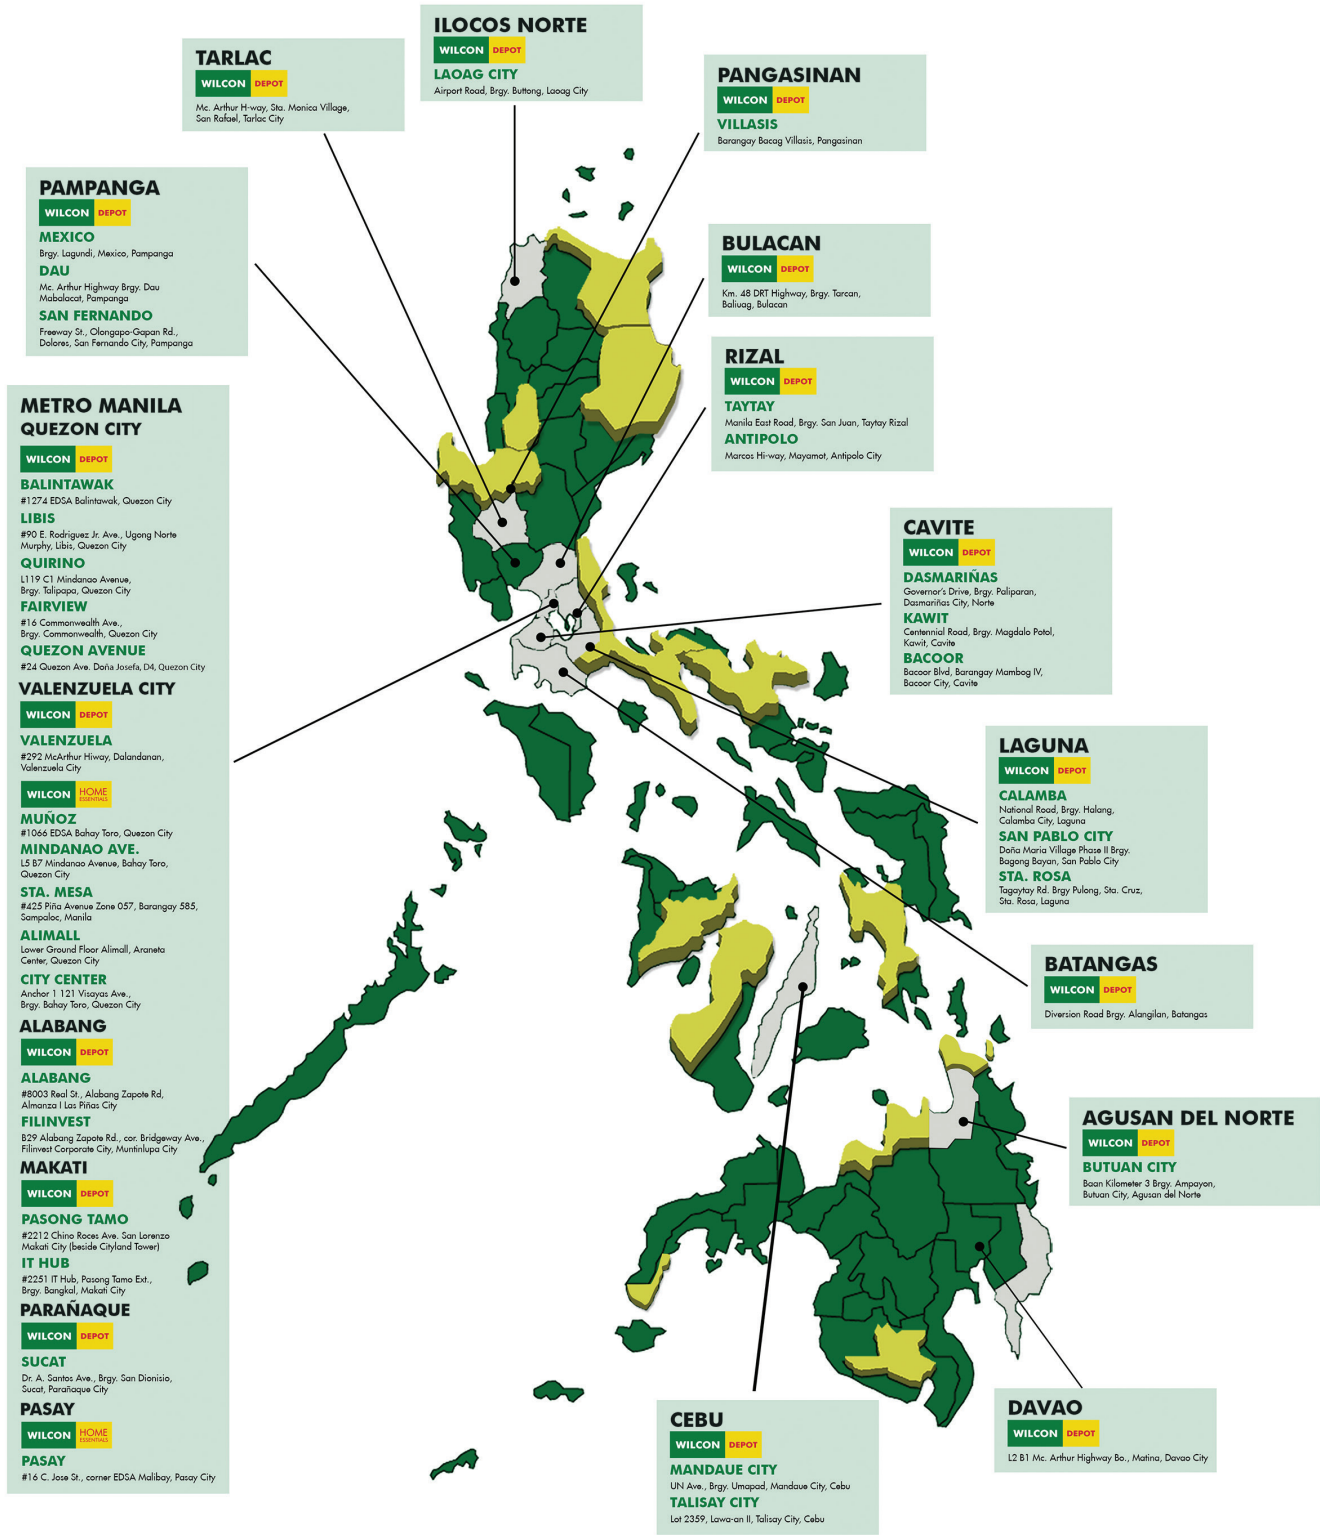 ILOCOS NORTE
WILCON DEPOT
LAOAG CITY
Airport Road, Brgy. Buttong, Laoag City
TARLAC
WILCON DEPOT
Mc. Arthur H-way, Sta. Monica Village,
San Rafael, Tarlac City
PANGASINAN
WILCON DEPOT
VILLASIS
Barangay Bacag Villasis, Pangasinan
PAMPANGA
WILCON DEPOT
MEXICO
Brgy. Lagundi, Mexico, Pampanga
DAU
Mc. Arthur Highway Brgy. Dau
Mabalacat, Pampanga
SAN FERNANDO
Freeway St., Olongapo-Gapan Rd.,
Dolores, San Fernando City, Pampanga
BULACAN
WILCON DEPOT
Km. 48 DRT Highway, Brgy. Tarcan,
Baliuag, Bulacan
RIZAL
WILCON DEPOT
TAYTAY
Manila East Road, Brgy. San Juan, Taytay Rizal
ANTIPOLO
Marcos Hi-way, Mayamot, Antipolo City
METRO MANILA
QUEZON CITY
WILCON DEPOT
BALINTAWAK
#1274 EDSA Balintawak, Quezon City
LIBIS
#90 E. Rodriguez Jr. Ave., Ugong Norte
Murphy, Libis, Quezon City
QUIRINO
L119 C1 Mindanao Avenue,
Brgy. Talipapa, Quezon City
FAIRVIEW
#16 Commonwealth Ave.,
Brgy. Commonwealth, Quezon City
QUEZON AVENUE
#24 Quezon Ave. Doña Josefa, D4, Quezon City
VALENZUELA CITY
WILCON DEPOT
VALENZUELA
#292 McArthur Hiway, Dalandanan,
Valenzuela City
WILCON HOME ESSENTIALS
MUÑOZ
#1066 EDSA Bahay Toro, Quezon City
MINDANAO AVE.
L5 B7 Mindanao Avenue, Bahay Toro,
Quezon City
STA. MESA
#425 Piña Avenue Zone 057, Barangay 585,
Sampaloc, Manila
ALIMALL
Lower Ground Floor Alimall, Araneta
Center, Quezon City
CITY CENTER
Anchor 1 121 Visayas Ave.,
Brgy. Bahay Toro, Quezon City
ALABANG
WILCON DEPOT
ALABANG
#8003 Real St., Alabang Zapote Rd,
Almanza I Las Piñas City
FILINVEST
B29 Alabang Zapote Rd., cor. Bridgeway Ave.,
Filinvest Corporate City, Muntinlupa City
MAKATI
WILCON DEPOT
PASONG TAMO
#2212 Chino Roces Ave. San Lorenzo
Makati City (beside Cityland Tower)
IT HUB
#2251 IT Hub, Pasong Tamo Ext.,
Brgy. Bangkal, Makati City
PARAÑAQUE
WILCON DEPOT
SUCAT
Dr. A. Santos Ave., Brgy. San Dionisio,
Sucat, Parañaque City
PASAY
WILCON HOME ESSENTIALS
PASAY
#16 C. Jose St., corner EDSA Malibay, Pasay City
CAVITE
WILCON DEPOT
DASMARIÑAS
Governor's Drive, Brgy. Paliparan,
Dasmariñas City, Norte
KAWIT
Centennial Road, Brgy. Magdalo Potol,
Kawit, Cavite
BACOOR
Bacoor Blvd, Barangay Mambog IV,
Bacoor City, Cavite
LAGUNA
WILCON DEPOT
CALAMBA
National Road, Brgy. Halang,
Calamba City, Laguna
SAN PABLO CITY
Doña Maria Village Phase II Brgy.
Bagong Bayan, San Pablo City
STA. ROSA
Tagaytay Rd. Brgy Pulong, Sta. Cruz,
Sta. Rosa, Laguna
BATANGAS
WILCON DEPOT
Diversion Road Brgy. Alangilan, Batangas
AGUSAN DEL NORTE
WILCON DEPOT
BUTUAN CITY
Baan Kilometer 3 Brgy. Ampayon,
Butuan City, Agusan del Norte
DAVAO
WILCON DEPOT
L2 B1 Mc. Arthur Highway Bo., Matina, Davao City
CEBU
WILCON DEPOT
MANDAUE CITY
UN Ave., Brgy. Umapad, Mandaue City, Cebu
TALISAY CITY
Lot 2359, Lawa-an II, Talisay City, Cebu